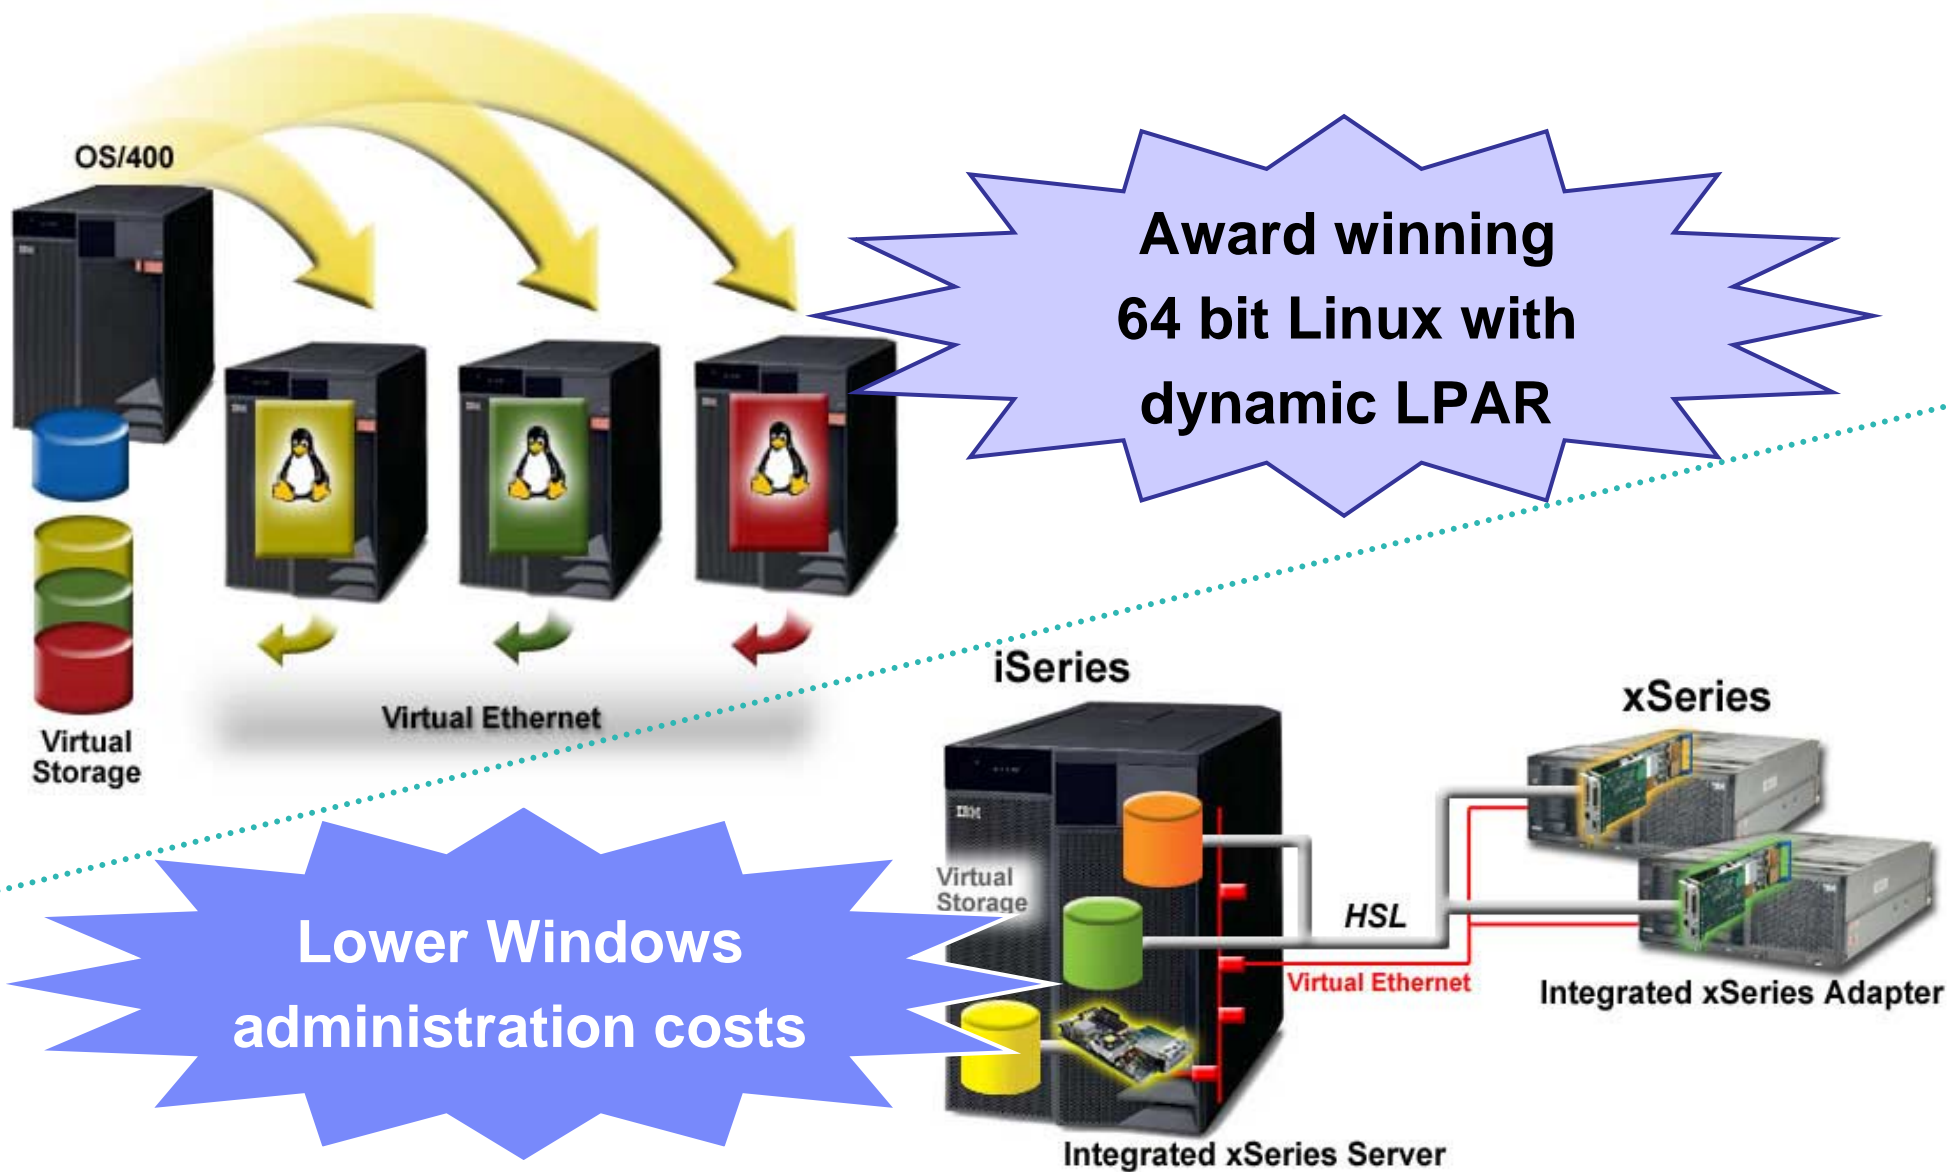 OS/400
Award winning
64 bit Linux with
dynamic LPAR
Virtual Ethernet
Virtual
Storage
iSeries
xSeries
IBM
Virtual
Storage
HSL
Virtual Ethernet
Integrated xSeries Adapter
Lower Windows
administration costs
Integrated xSeries Server